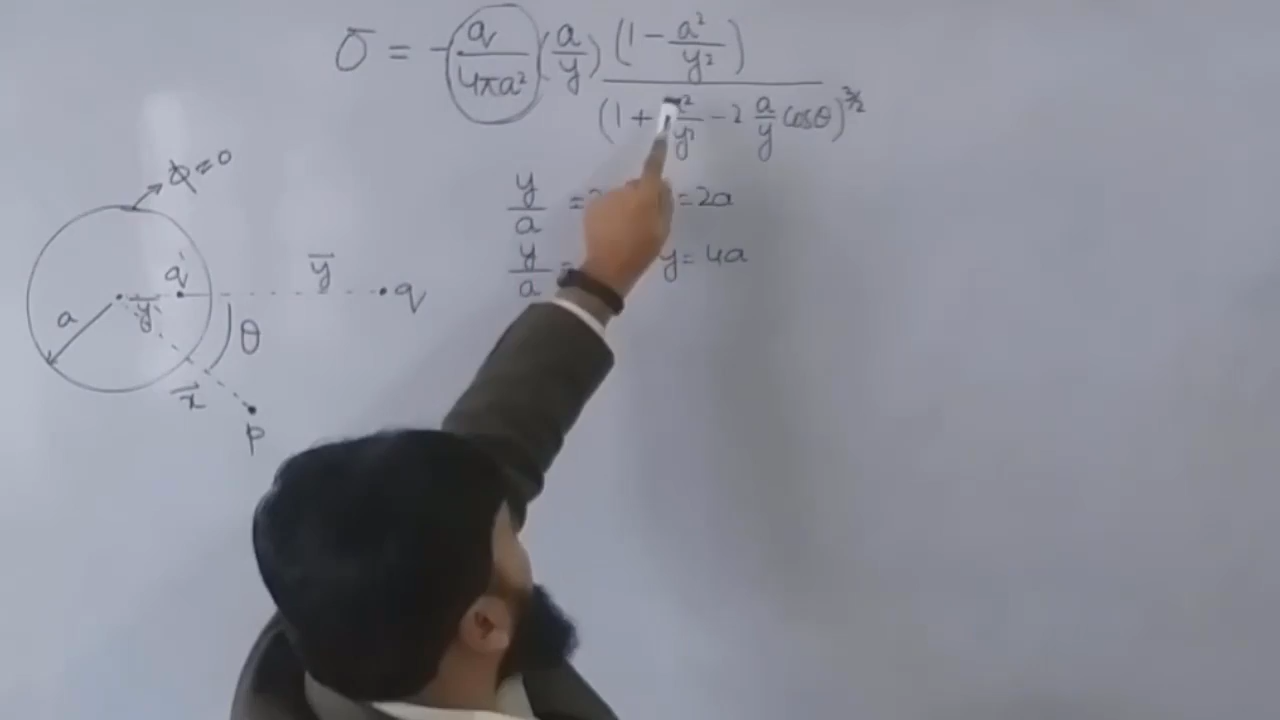 σ = - q/4πa² (a/y) (1 - a²/y²)
(1 + a²/y² - 2 a/y cosθ)^3/2
y/a = = 2a
y/a = y = 4a
Φ = 0
q'
y
q
a
y'
θ
x
P